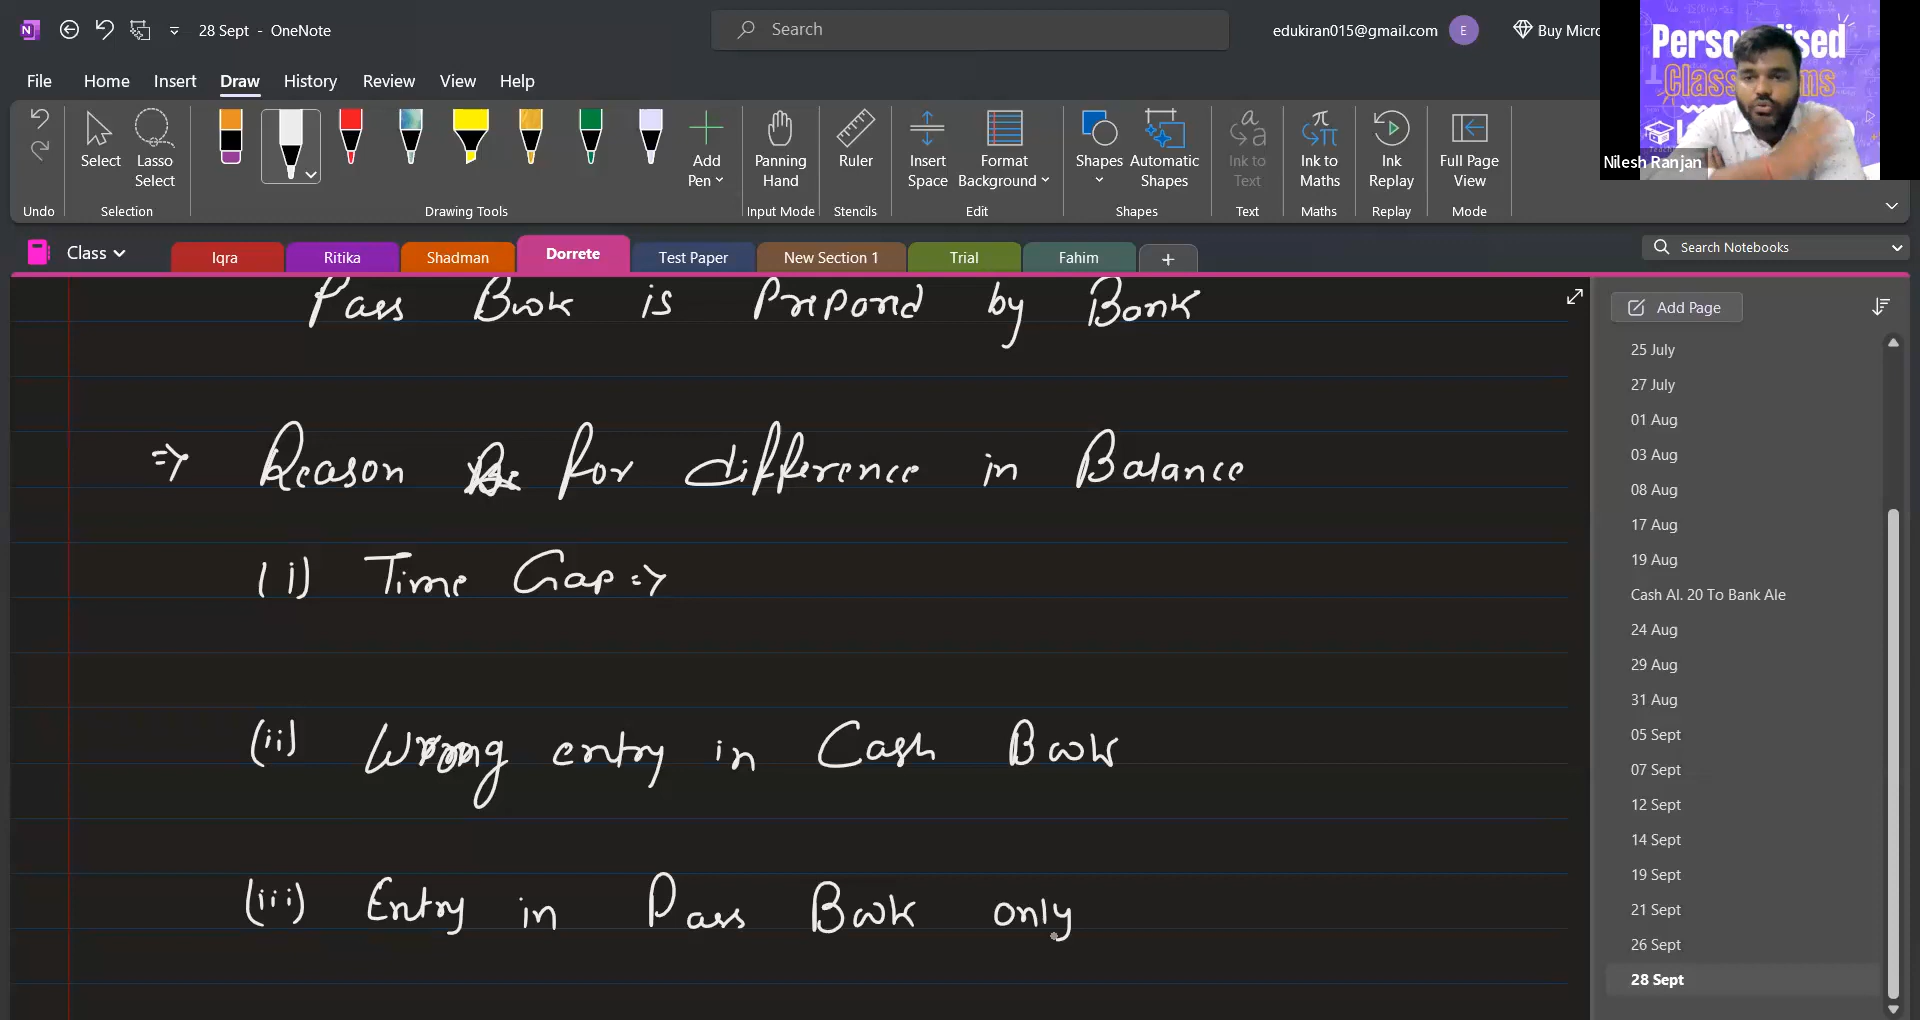 28 Sept - OneNote
Search
edukiran015@gmail.com
E
Buy Micro
File Home Insert Draw History Review View Help
Select
Lasso Select
Add Pen
Panning Hand
Ruler
Insert Space
Format Background
Shapes
Automatic Shapes
Ink to Text
Ink to Maths
Ink Replay
Full Page View
Undo Selection Drawing Tools Input Mode Stencils Edit Shapes Text Maths Replay Mode
Nilesh Ranjan
Class
Iqra Ritika Shadman Dorrete Test Paper New Section 1 Trial Fahim +
Search Notebooks
Pass Book is Prepard by Bank
⇒ Reason for difference in Balance
(i) Time Gap ⇒
(ii) Wrong entry in Cash Book
(iii) Entry in Pass Book only
Add Page
25 July
27 July
01 Aug
03 Aug
08 Aug
17 Aug
19 Aug
Cash Al. 20 To Bank Ale
24 Aug
29 Aug
31 Aug
05 Sept
07 Sept
12 Sept
14 Sept
19 Sept
21 Sept
26 Sept
28 Sept